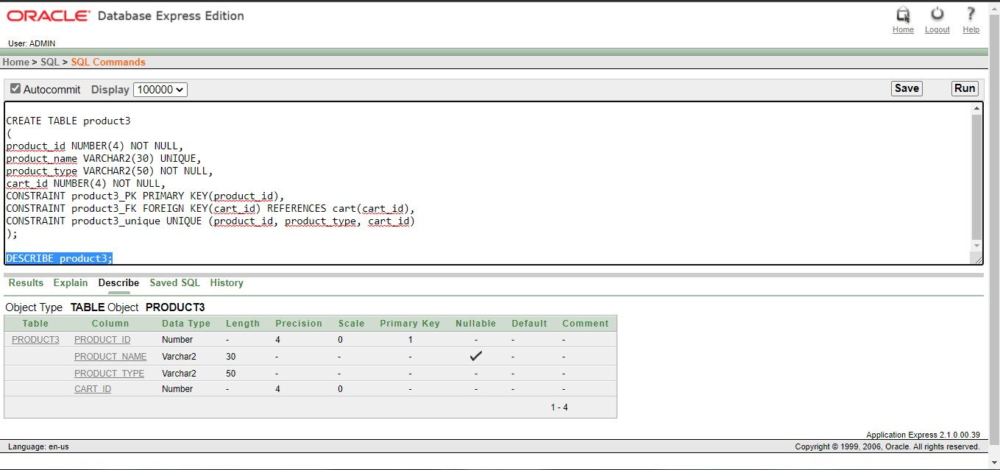 ORACLE Database Express Edition
Home Logout Help
User: ADMIN
Home > SQL > SQL Commands
Autocommit Display 100000 Save Run
CREATE TABLE product3
(
product_id NUMBER(4) NOT NULL,
product_name VARCHAR2(30) UNIQUE,
product_type VARCHAR2(50) NOT NULL,
cart_id NUMBER(4) NOT NULL,
CONSTRAINT product3_PK PRIMARY KEY(product_id),
CONSTRAINT product3_FK FOREIGN KEY(cart_id) REFERENCES cart(cart_id),
CONSTRAINT product3_unique UNIQUE (product_id, product_type, cart_id)
);
DESCRIBE product3;
Results Explain Describe Saved SQL History
Object Type TABLE Object PRODUCT3
Table Column Data Type Length Precision Scale Primary Key Nullable Default Comment
PRODUCT3 PRODUCT_ID Number - 4 0 1 - - -
PRODUCT_NAME Varchar2 30 - - - - -
PRODUCT_TYPE Varchar2 50 - - - - - -
CART_ID Number - 4 0 - - - -
1 - 4
Application Express 2.1.0.00.39
Language: en-us Copyright © 1999, 2006, Oracle. All rights reserved.